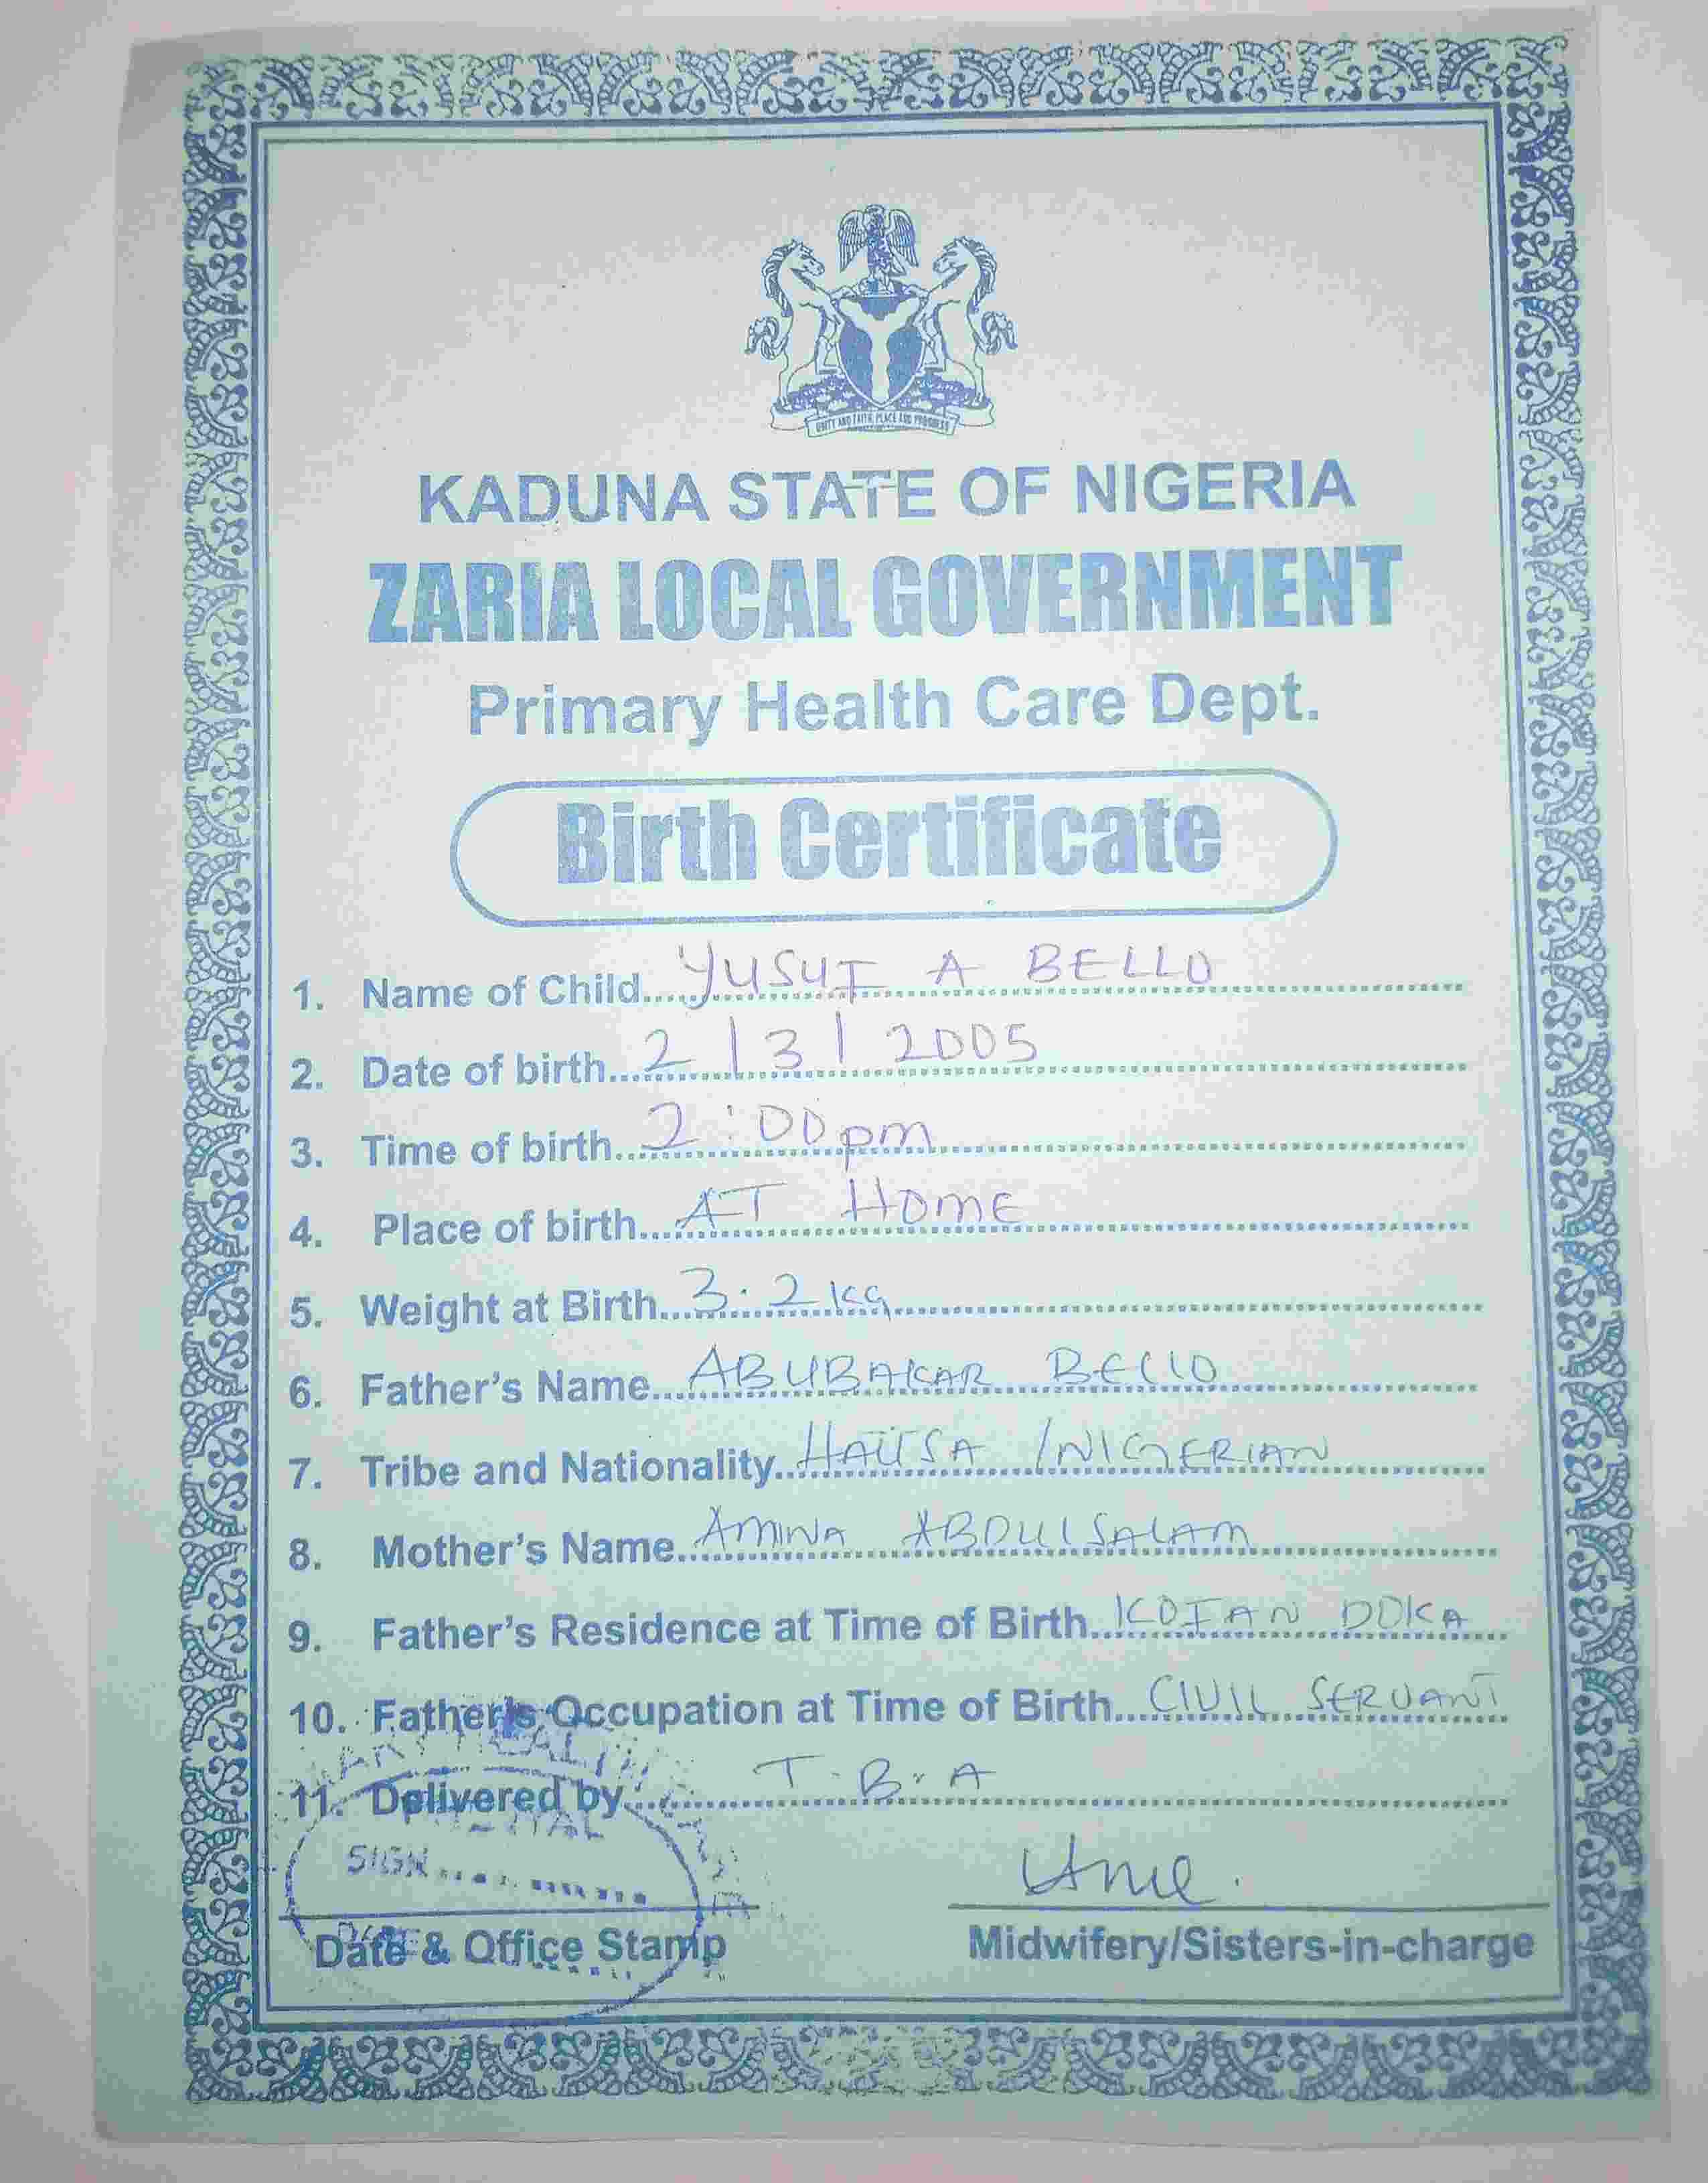 UNITY AND FAITH, PEACE AND PROGRESS
KADUNA STATE OF NIGERIA
ZARIA LOCAL GOVERNMENT
Primary Health Care Dept.
Birth Certificate
1. Name of Child YUSUF A BELLO
2. Date of birth 2/3/2005
3. Time of birth 2:00pm
4. Place of birth AT HOME
5. Weight at Birth 3.2kg
6. Father's Name ABUBAKAR BELLO
7. Tribe and Nationality HAUSA /NIGERIAN
8. Mother's Name AMINA ABDULSALAM
9. Father's Residence at Time of Birth KOFAN DOKA
10. Father's Occupation at Time of Birth CIVIL SERVANT
11. Delivered by T.B.A
SIGN
DATE
Date & Office Stamp Midwifery/Sisters-in-charge